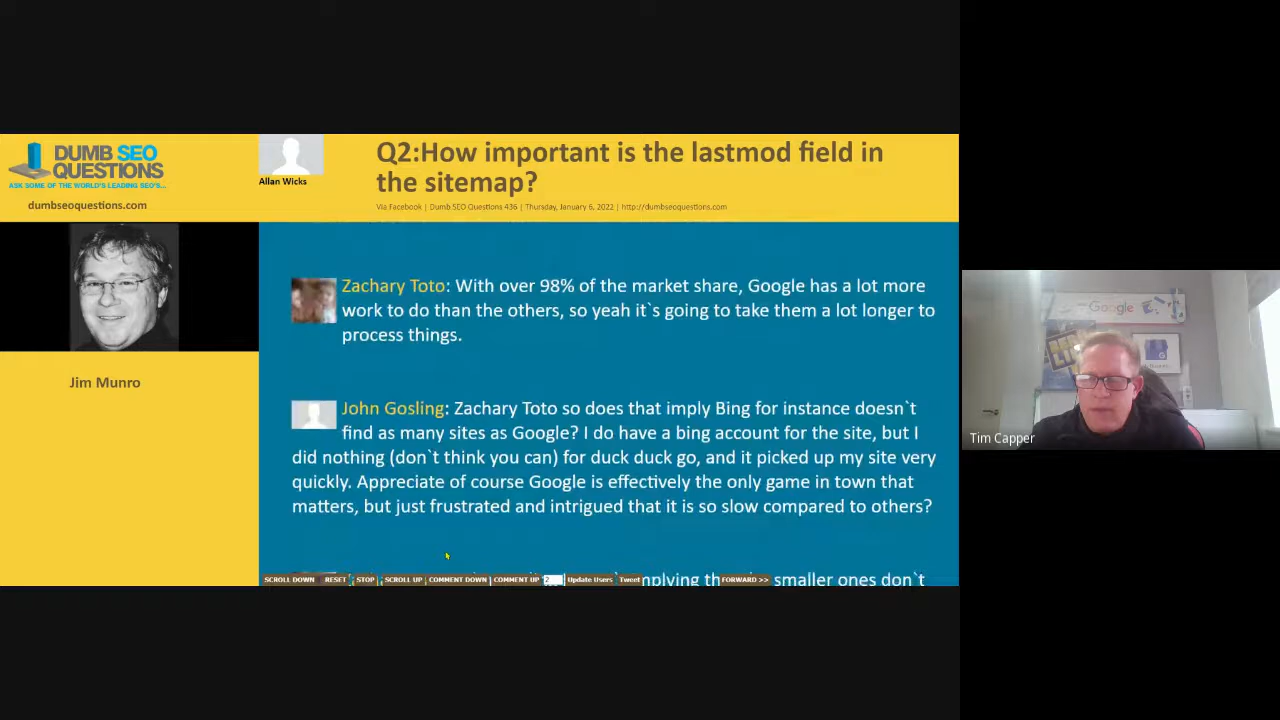 DUMB SEO
QUESTIONS
ASK SOME OF THE WORLD'S LEADING SEO'S...
dumbseoquestions.com
Allan Wicks
Q2:How important is the lastmod field in
the sitemap?
Via Facebook | Dumb SEO Questions 436 | Thursday, January 6, 2022 | http://dumbseoquestions.com
Jim Munro
Zachary Toto: With over 98% of the market share, Google has a lot more
work to do than the others, so yeah it`s going to take them a lot longer to
process things.
John Gosling: Zachary Toto so does that imply Bing for instance doesn`t
find as many sites as Google? I do have a bing account for the site, but I
did nothing (don`t think you can) for duck duck go, and it picked up my site very
quickly. Appreciate of course Google is effectively the only game in town that
matters, but just frustrated and intrigued that it is so slow compared to others?
smaller ones don`t
SCROLL DOWN RESET STOP SCROLL UP COMMENT DOWN COMMENT UP 2 Update Users Tweet FORWARD >>
Google
Tim Capper